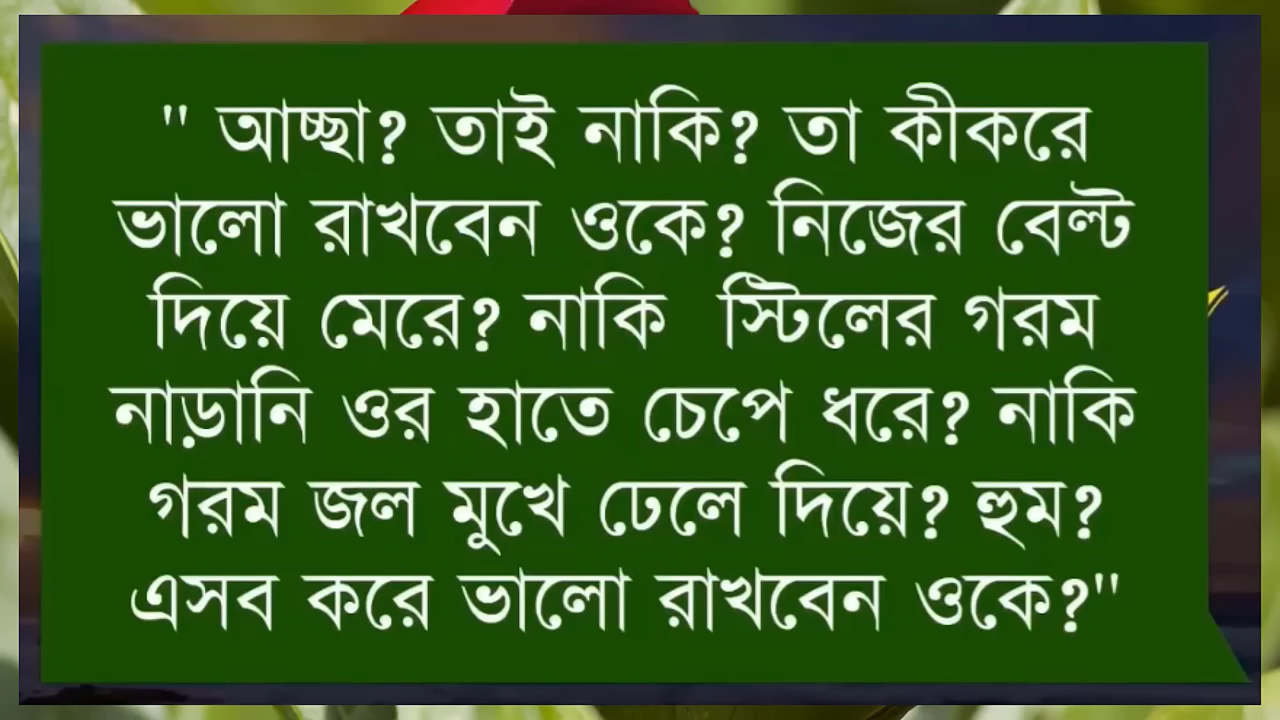 " আচ্ছা? তাই নাকি? তা কীকরে
ভালো রাখবেন ওকে? নিজের বেল্ট
দিয়ে মেরে? নাকি স্টিলের গরম
নাড়ানি ওর হাতে চেপে ধরে? নাকি
গরম জল মুখে ঢেলে দিয়ে? হুম?
এসব করে ভালো রাখবেন ওকে?"